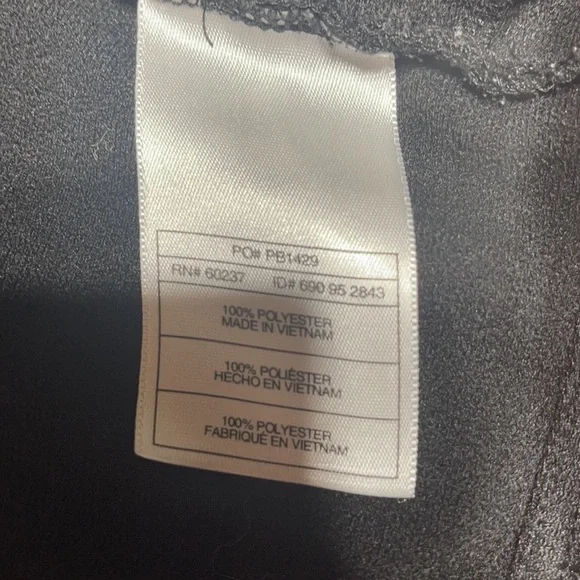 PO# PB1429
RN# 60237 ID# 690 95 2843
100% POLYESTER
MADE IN VIETNAM
100% POLIÉSTER
HECHO EN VIETNAM
100% POLYESTER
FABRIQUÉ EN VIETNAM